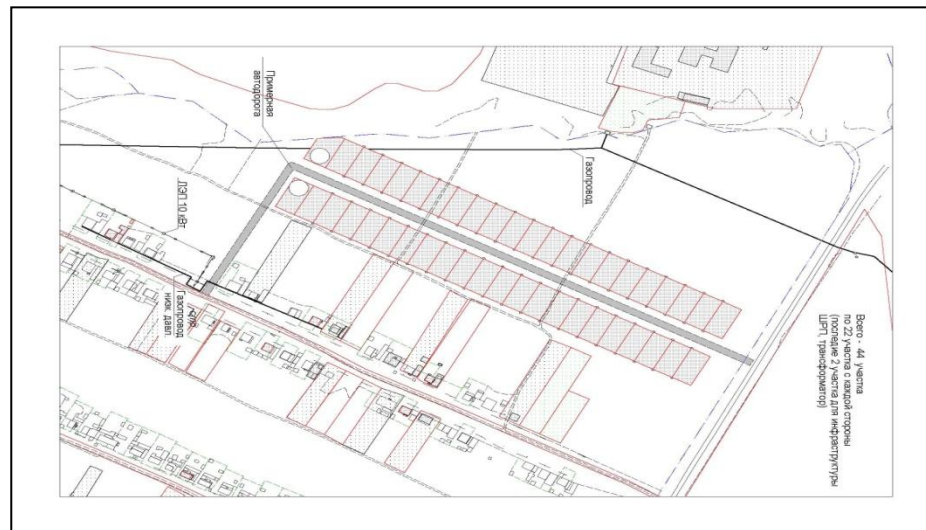 Примерная
автодорога
Газопровод
ЛЭП 10 кВт
Газопровод
низк. давл.
Всего - 44 участка
по 22 участка с каждой стороны
(последие 2 участка для инфраструктуры
ШРП, трансформатор)